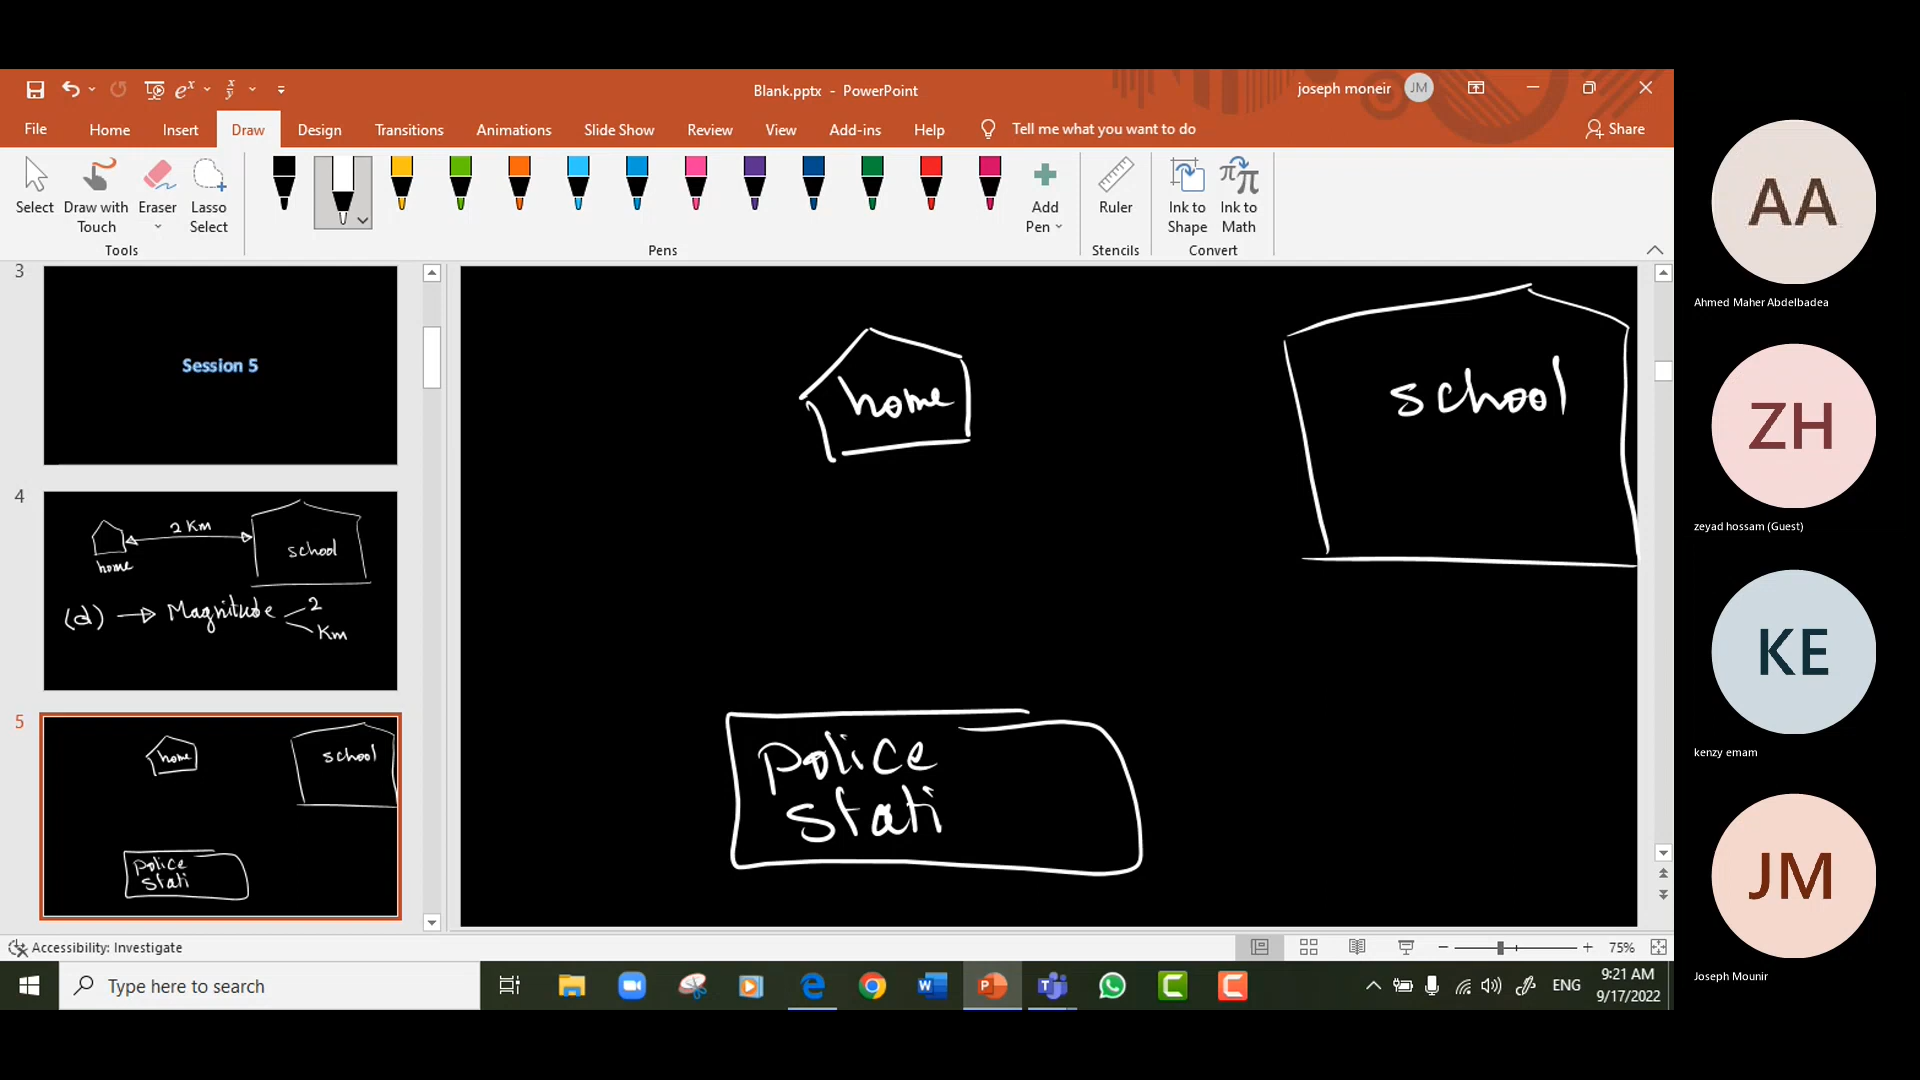 Blank.pptx - PowerPoint
joseph moneir
JM
File
Home
Insert
Draw
Design
Transitions
Animations
Slide Show
Review
View
Add-ins
Help
Tell me what you want to do
Share
Select
Draw with
Touch
Eraser
Lasso
Select
Add
Pen
Ruler
Ink to
Shape
Ink to
Math
Tools
Pens
Stencils
Convert
3
Session 5
4
2 Km
home
school
(d) → Magnitude
2
Km
5
home
school
Police
Stati
home
school
Police
Stati
Accessibility: Investigate
75%
Type here to search
ENG
9:21 AM
9/17/2022
AA
Ahmed Maher Abdelbadea
ZH
zeyad hossam (Guest)
KE
kenzy emam
JM
Joseph Mounir